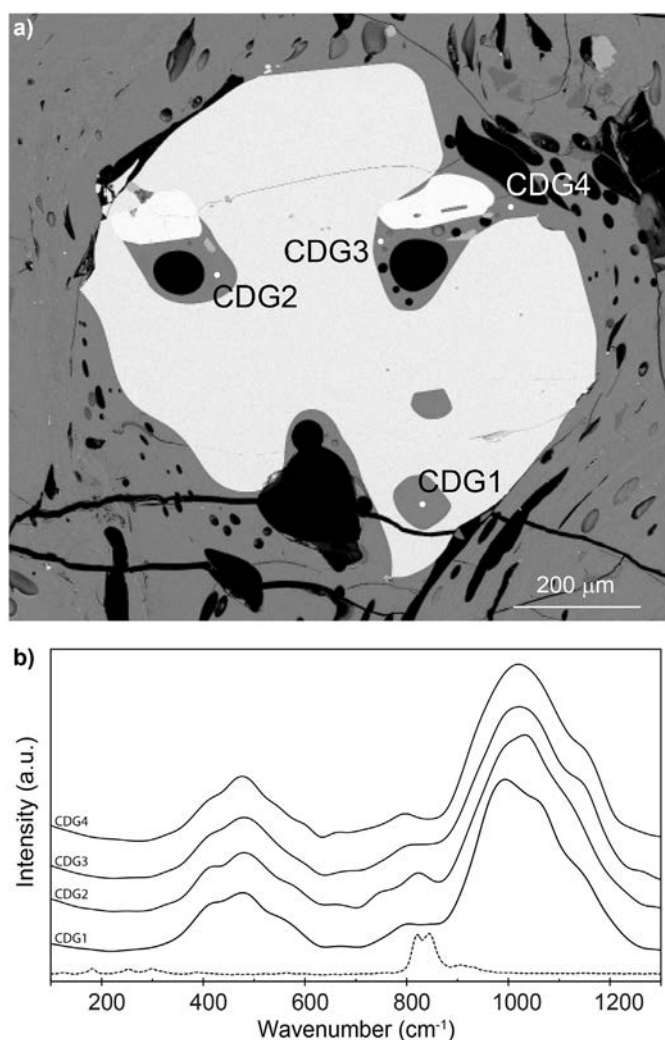 a)
CDG4
CDG3
CDG2
CDG1
200 μm
b)
Intensity (a.u.)
CDG4
CDG3
CDG2
CDG1
200 400 600 800 1000 1200
Wavenumber (cm⁻¹)